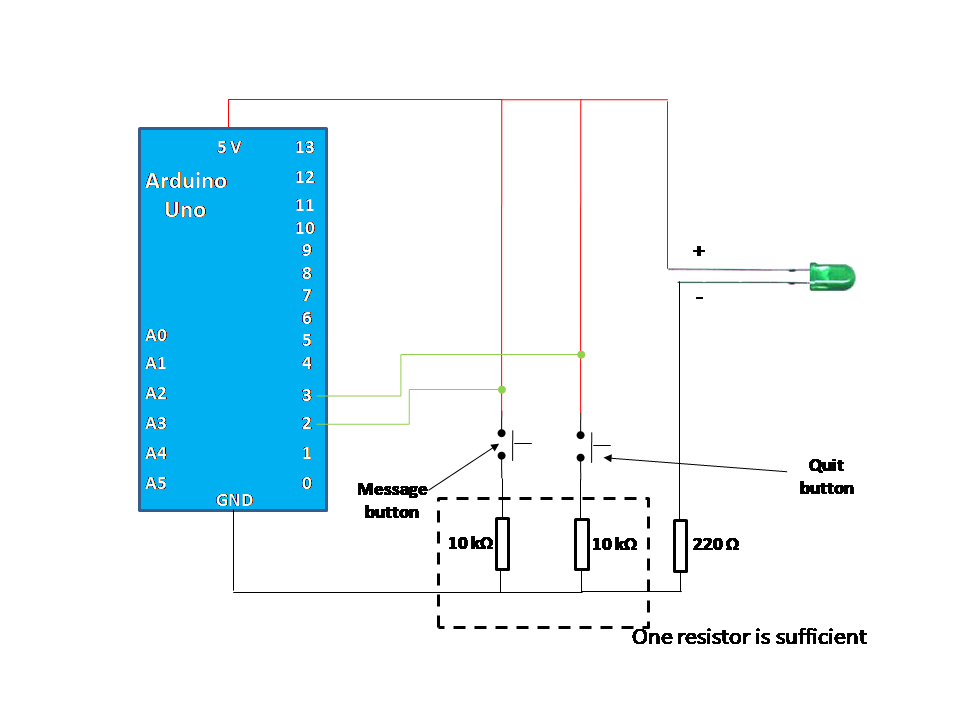 5 V
13
Arduino
Uno
12
11
10
9
8
7
6
5
4
3
2
1
0
A0
A1
A2
A3
A4
A5
GND
+
-
Message
button
Quit
button
10 kΩ
10 kΩ
220 Ω
One resistor is sufficient